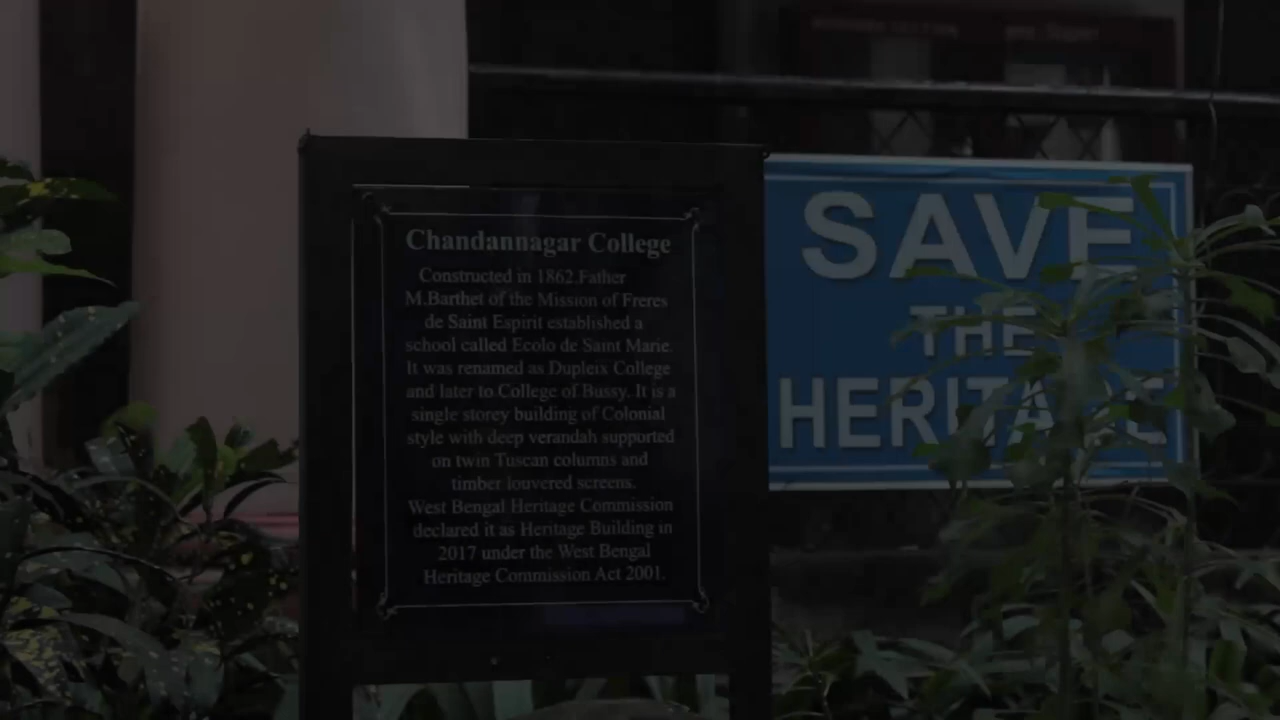 Chandannagar College
Constructed in 1862.Father
M.Barthet of the Mission of Freres
de Saint Espirit established a
school called Ecolo de Saint Marie.
It was renamed as Dupleix College
and later to College of Bussy. It is a
single storey building of Colonial
style with deep verandah supported
on twin Tuscan columns and
timber louvered screens.
West Bengal Heritage Commission
declared it as Heritage Building in
2017 under the West Bengal
Heritage Commission Act 2001.
SAVE
THE
HERITAGE